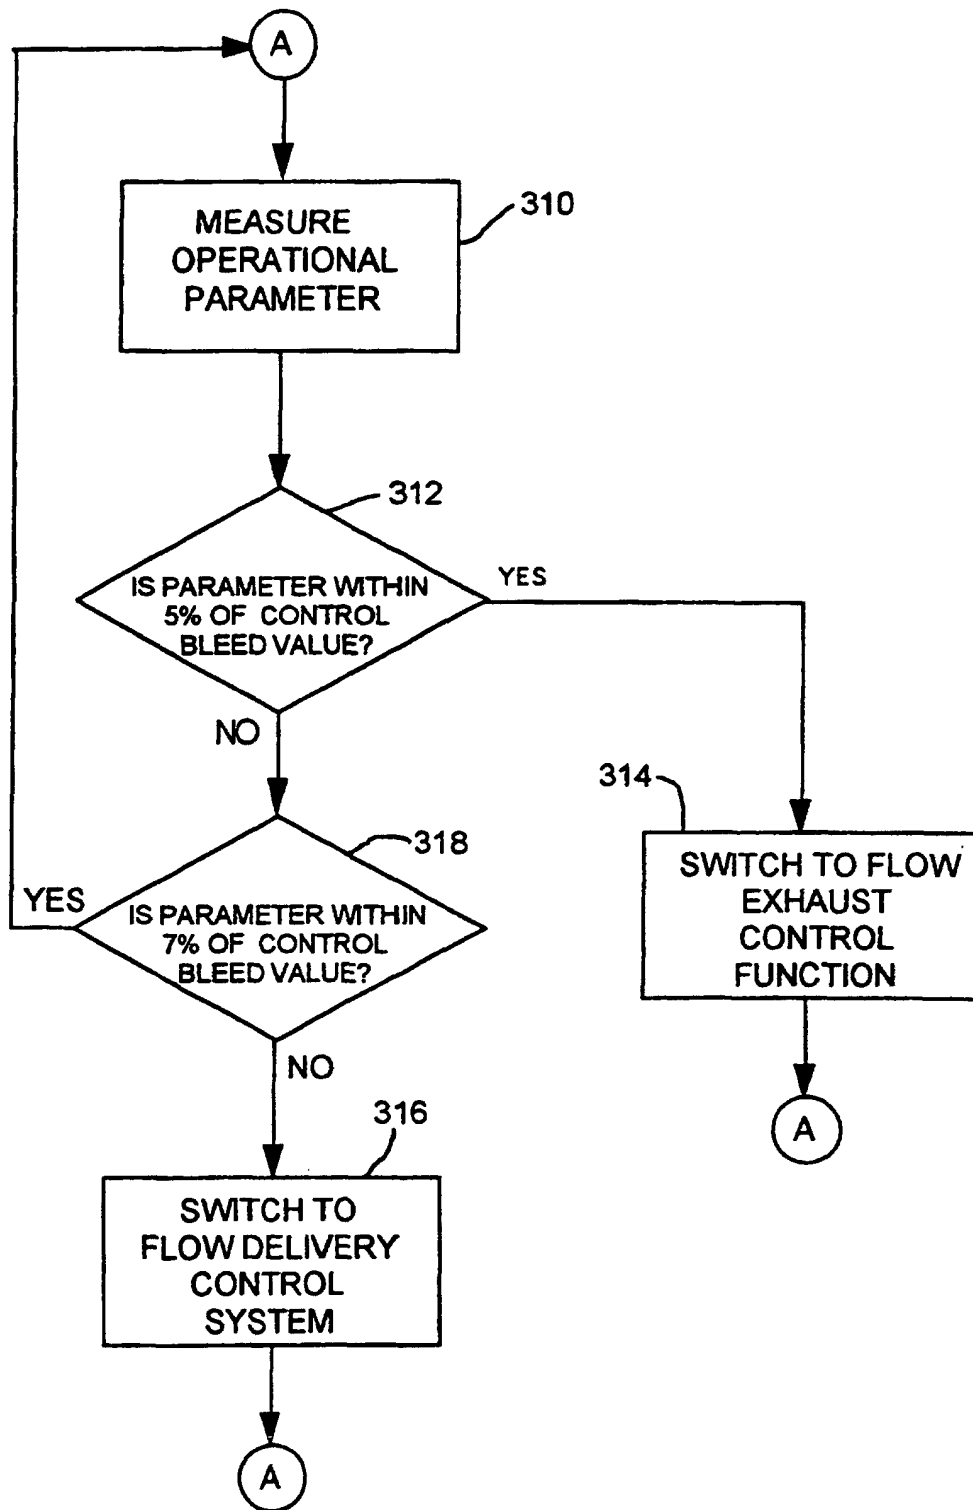 A
MEASURE
OPERATIONAL
PARAMETER
310
312
IS PARAMETER WITHIN
5% OF CONTROL
BLEED VALUE?
YES
NO
314
SWITCH TO FLOW
EXHAUST
CONTROL
FUNCTION
A
318
YES
IS PARAMETER WITHIN
7% OF CONTROL
BLEED VALUE?
NO
316
SWITCH TO
FLOW DELIVERY
CONTROL
SYSTEM
A